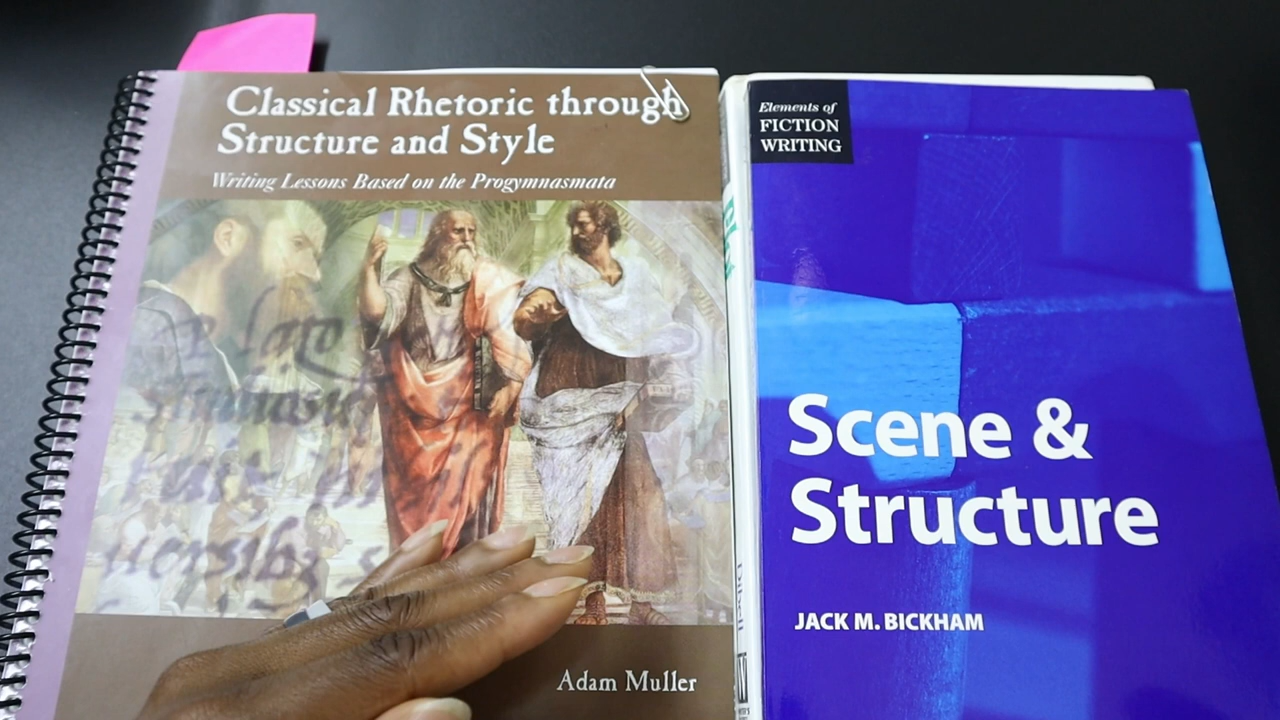 Classical Rhetoric through
Structure and Style
Writing Lessons Based on the Progymnasmata
Adam Muller
Elements of
FICTION
WRITING
Scene &
Structure
JACK M. BICKHAM